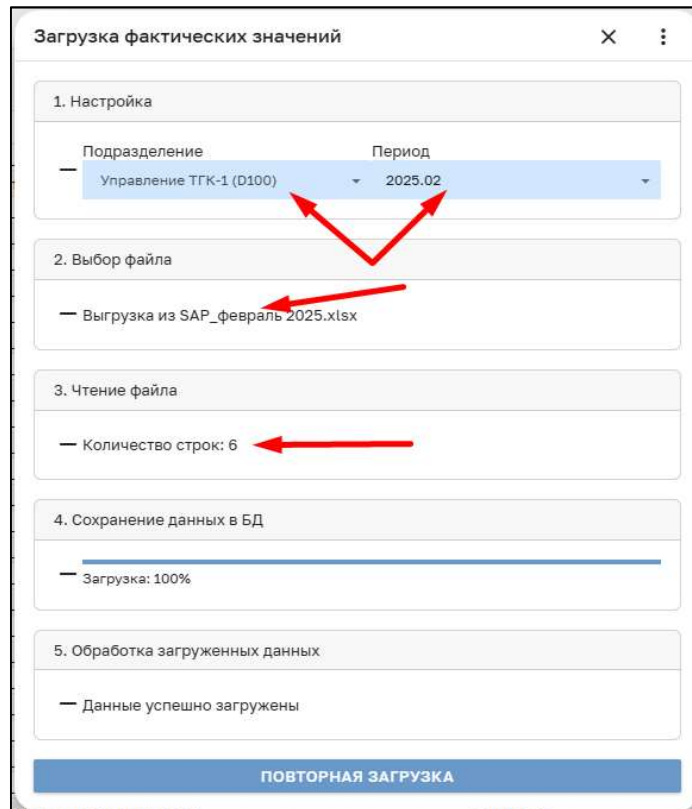 Загрузка фактических значений
1. Настройка
Подразделение Период
Управление ТГК-1 (D100) 2025.02
2. Выбор файла
Выгрузка из SAP_февраль 2025.xlsx
3. Чтение файла
Количество строк: 6
4. Сохранение данных в БД
Загрузка: 100%
5. Обработка загруженных данных
Данные успешно загружены
ПОВТОРНАЯ ЗАГРУЗКА